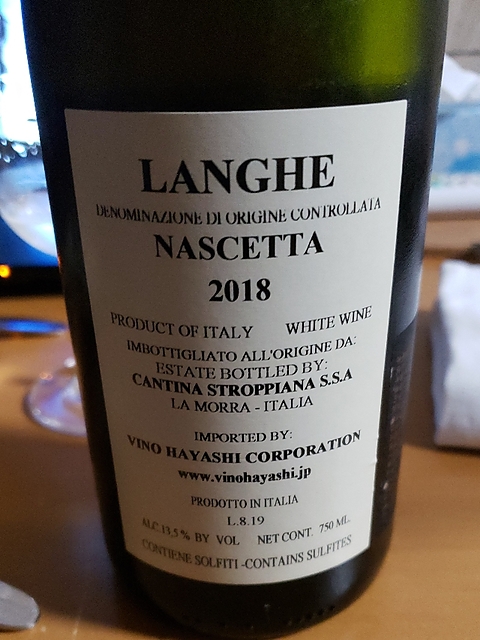 LANGHE
DENOMINAZIONE DI ORIGINE CONTROLLATA
NASCETTA
2018
PRODUCT OF ITALY WHITE WINE
IMBOTTIGLIATO ALL'ORIGINE DA:
ESTATE BOTTLED BY:
CANTINA STROPPIANA S.S.A
LA MORRA - ITALIA
IMPORTED BY:
VINO HAYASHI CORPORATION
www.vinohayashi.jp
PRODOTTO IN ITALIA
L.8.19
ALC 13,5 % BY VOL NET CONT. 750 ML
CONTIENE SOLFITI -CONTAINS SULFITES